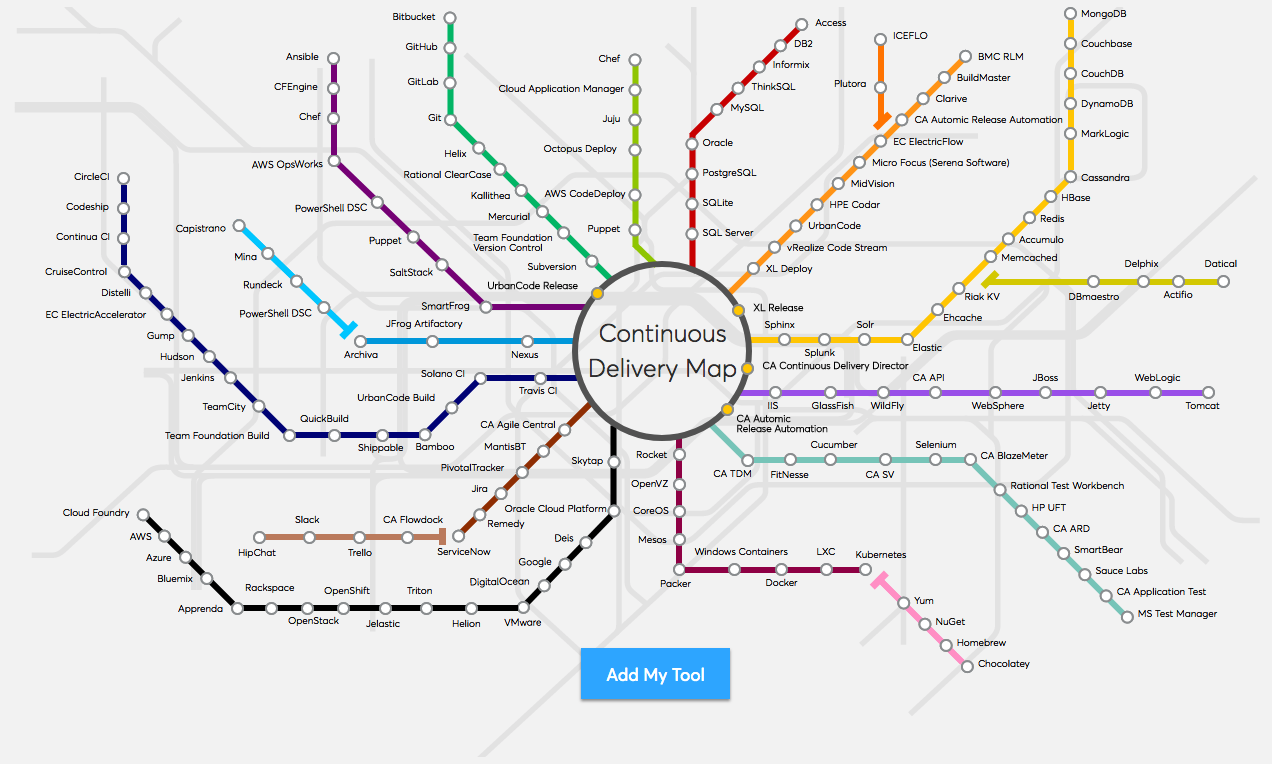 Bitbucket
GitHub
GitLab
Git
Helix
Rational ClearCase
Kallithea
Mercurial
Team Foundation
Version Control
Subversion
UrbanCode Release
Ansible
CFEngine
Chef
AWS OpsWorks
PowerShell DSC
Puppet
SaltStack
SmartFrog
Chef
Cloud Application Manager
Juju
Octopus Deploy
AWS CodeDeploy
Puppet
Access
DB2
Informix
ThinkSQL
MySQL
Oracle
PostgreSQL
SQLite
SQL Server
ICEFLO
Plutora
BMC RLM
BuildMaster
Clarive
CA Automic Release Automation
EC ElectricFlow
Micro Focus (Serena Software)
MidVision
HPE Codar
UrbanCode
vRealize Code Stream
XL Deploy
XL Release
MongoDB
Couchbase
CouchDB
DynamoDB
MarkLogic
Cassandra
HBase
Redis
Accumulo
Memcached
Riak KV
Ehcache
Elastic
Solr
Splunk
Sphinx
DBmaestro
Delphix
Actifio
Datical
CircleCI
Codeship
Continua CI
CruiseControl
Distelli
EC ElectricAccelerator
Gump
Hudson
Jenkins
TeamCity
Team Foundation Build
QuickBuild
Shippable
Bamboo
UrbanCode Build
Solano CI
Travis CI
Capistrano
Mina
Rundeck
PowerShell DSC
Archiva
JFrog Artifactory
Nexus
Continuous
Delivery Map
CA Continuous Delivery Director
IIS
GlassFish
WildFly
CA API
WebSphere
JBoss
Jetty
WebLogic
Tomcat
CA Automic
Release Automation
CA TDM
FitNesse
Cucumber
CA SV
Selenium
CA BlazeMeter
Rational Test Workbench
HP UFT
CA ARD
SmartBear
Sauce Labs
CA Application Test
MS Test Manager
CA Agile Central
MantisBT
PivotalTracker
Jira
Remedy
ServiceNow
HipChat
Slack
Trello
CA Flowdock
Skytap
Oracle Cloud Platform
Deis
Google
DigitalOcean
VMware
Helion
Triton
Jelastic
OpenShift
OpenStack
Rackspace
Apprenda
Bluemix
Azure
AWS
Cloud Foundry
Rocket
OpenVZ
CoreOS
Mesos
Packer
Windows Containers
Docker
LXC
Kubernetes
Yum
NuGet
Homebrew
Chocolatey
Add My Tool